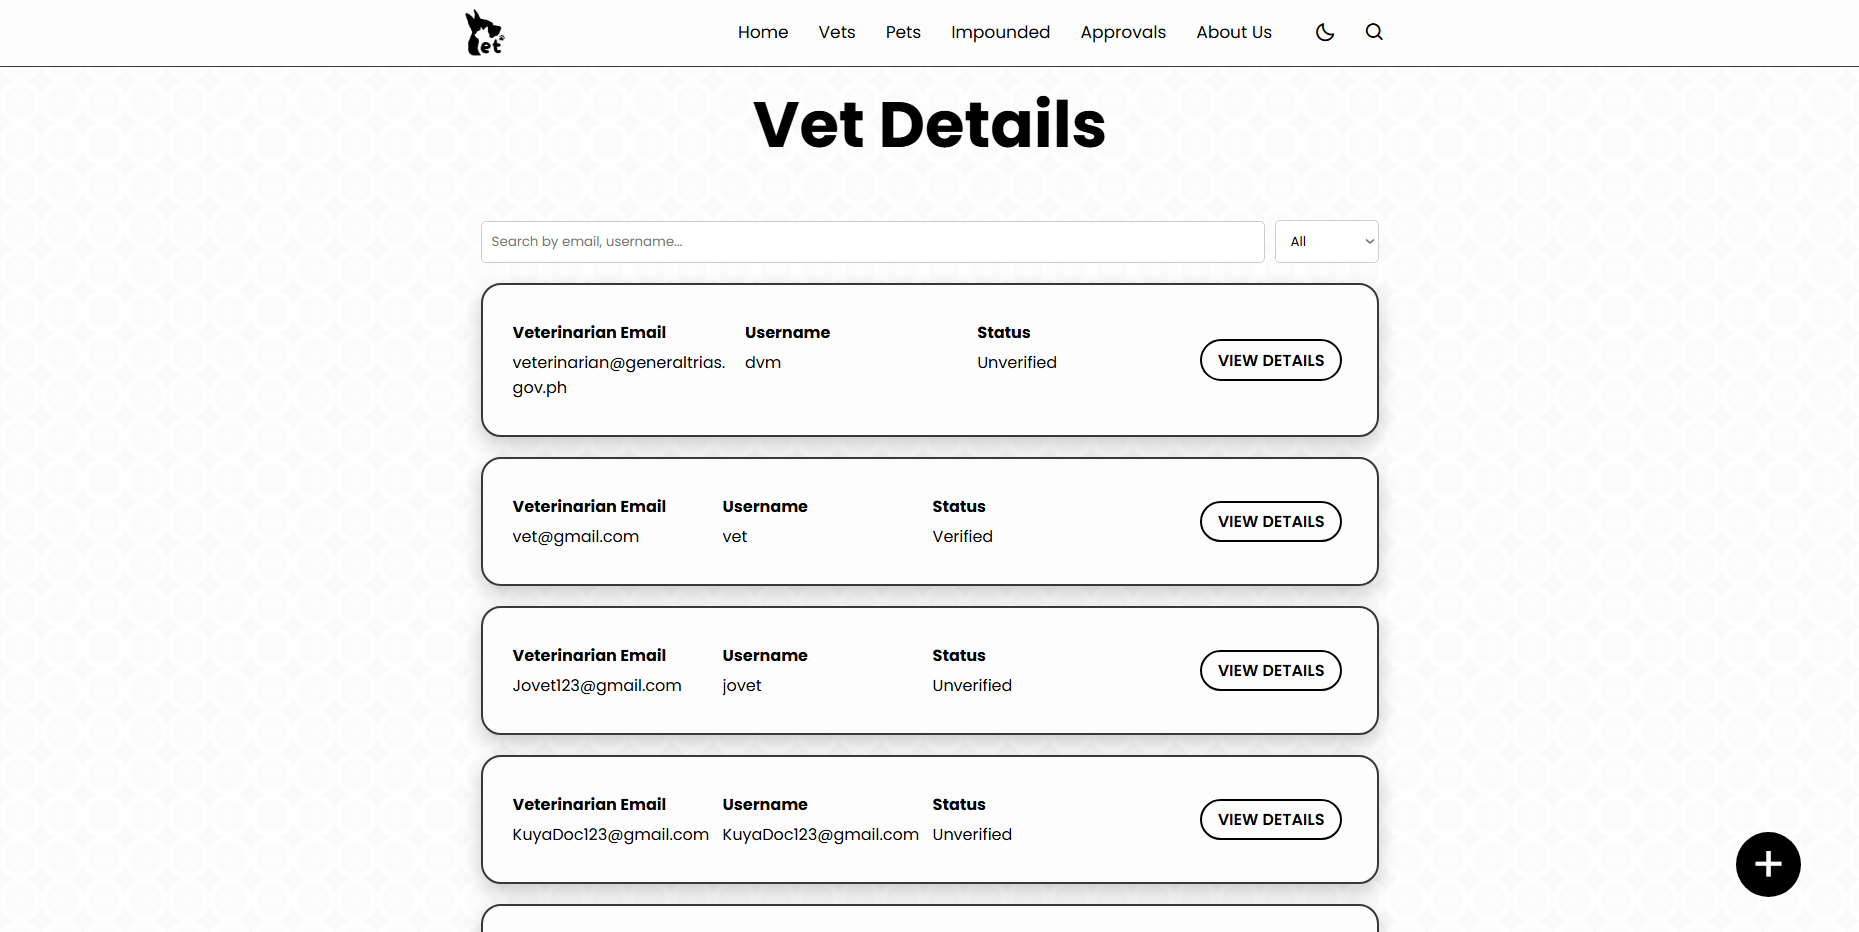 et
Home Vets Pets Impounded Approvals About Us
Vet Details
Search by email, username...
All
Veterinarian Email Username Status
veterinarian@generaltrias. dvm Unverified
gov.ph
VIEW DETAILS
Veterinarian Email Username Status
vet@gmail.com vet Verified
VIEW DETAILS
Veterinarian Email Username Status
Jovet123@gmail.com jovet Unverified
VIEW DETAILS
Veterinarian Email Username Status
KuyaDoc123@gmail.com KuyaDoc123@gmail.com Unverified
VIEW DETAILS